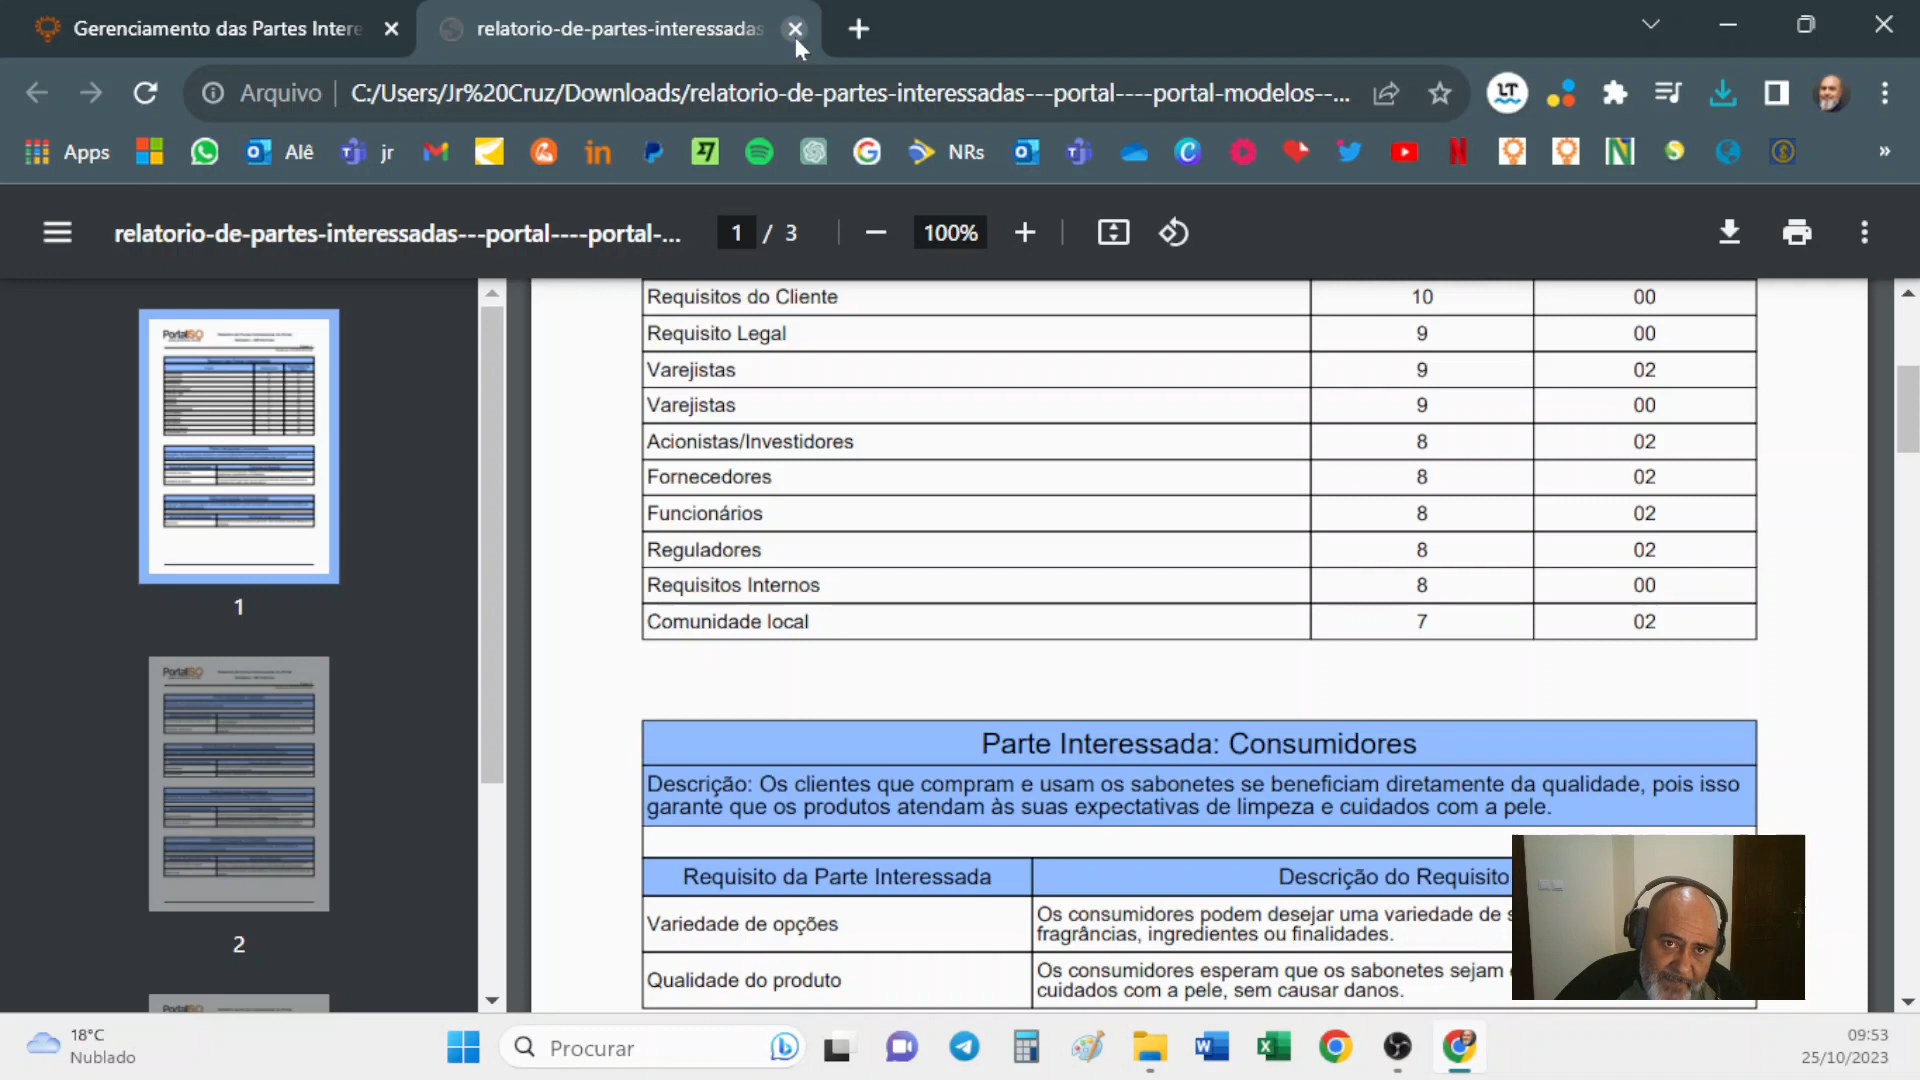 Gerenciamento das Partes Intere
relatorio-de-partes-interessadas
Arquivo
C:/Users/Jr%20Cruz/Downloads/relatorio-de-partes-interessadas---portal----portal-modelos--...
Apps
Alê
jr
NRs
»
relatorio-de-partes-interessadas---portal----portal-...
1 / 3
100%
Requisitos do Cliente 10 00
Requisito Legal 9 00
Varejistas 9 02
Varejistas 9 00
Acionistas/Investidores 8 02
Fornecedores 8 02
Funcionários 8 02
Reguladores 8 02
Requisitos Internos 8 00
Comunidade local 7 02
Parte Interessada: Consumidores
Descrição: Os clientes que compram e usam os sabonetes se beneficiam diretamente da qualidade, pois isso
garante que os produtos atendam às suas expectativas de limpeza e cuidados com a pele.
Requisito da Parte Interessada Descrição do Requisito
Variedade de opções
Os consumidores podem desejar uma variedade de
fragrâncias, ingredientes ou finalidades.
Qualidade do produto
Os consumidores esperam que os sabonetes sejam
cuidados com a pele, sem causar danos.
PortalISO
1
PortalISO
2
18°C
Nublado
Procurar
09:53
25/10/2023